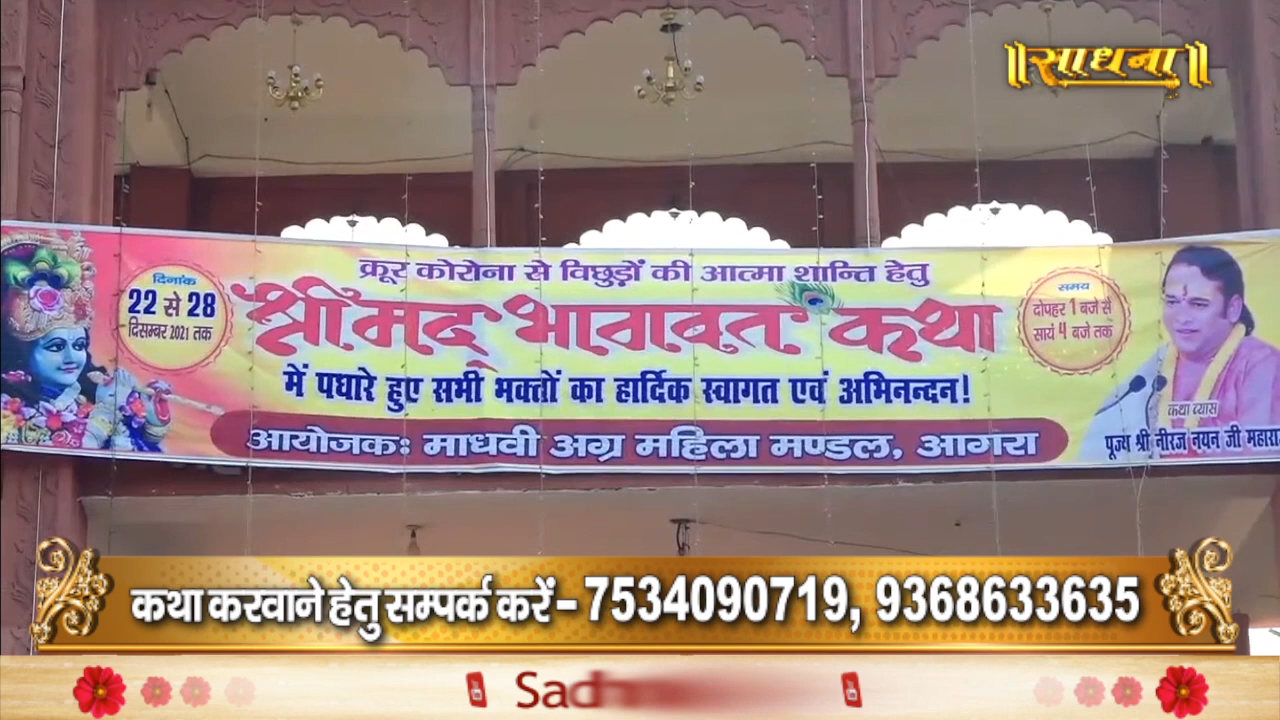 ॥साधना॥
क्रूर कोरोना से विछुड़ों की आत्मा शान्ति हेतु
दिनांक
22 से 28
दिसम्बर 2021 तक
श्रीमद् भागवत कथा
समय
दोपहर 1 बजे से
सायं 4 बजे तक
में पधारे हुए सभी भक्तों का हार्दिक स्वागत एवं अभिनन्दन!
कथा व्यास
पूज्य श्री नीरज नयन जी
आयोजकः माधवी अग्र महिला मण्डल, आगरा
कथा करवाने हेतु सम्पर्क करें- 7534090719, 9368633635